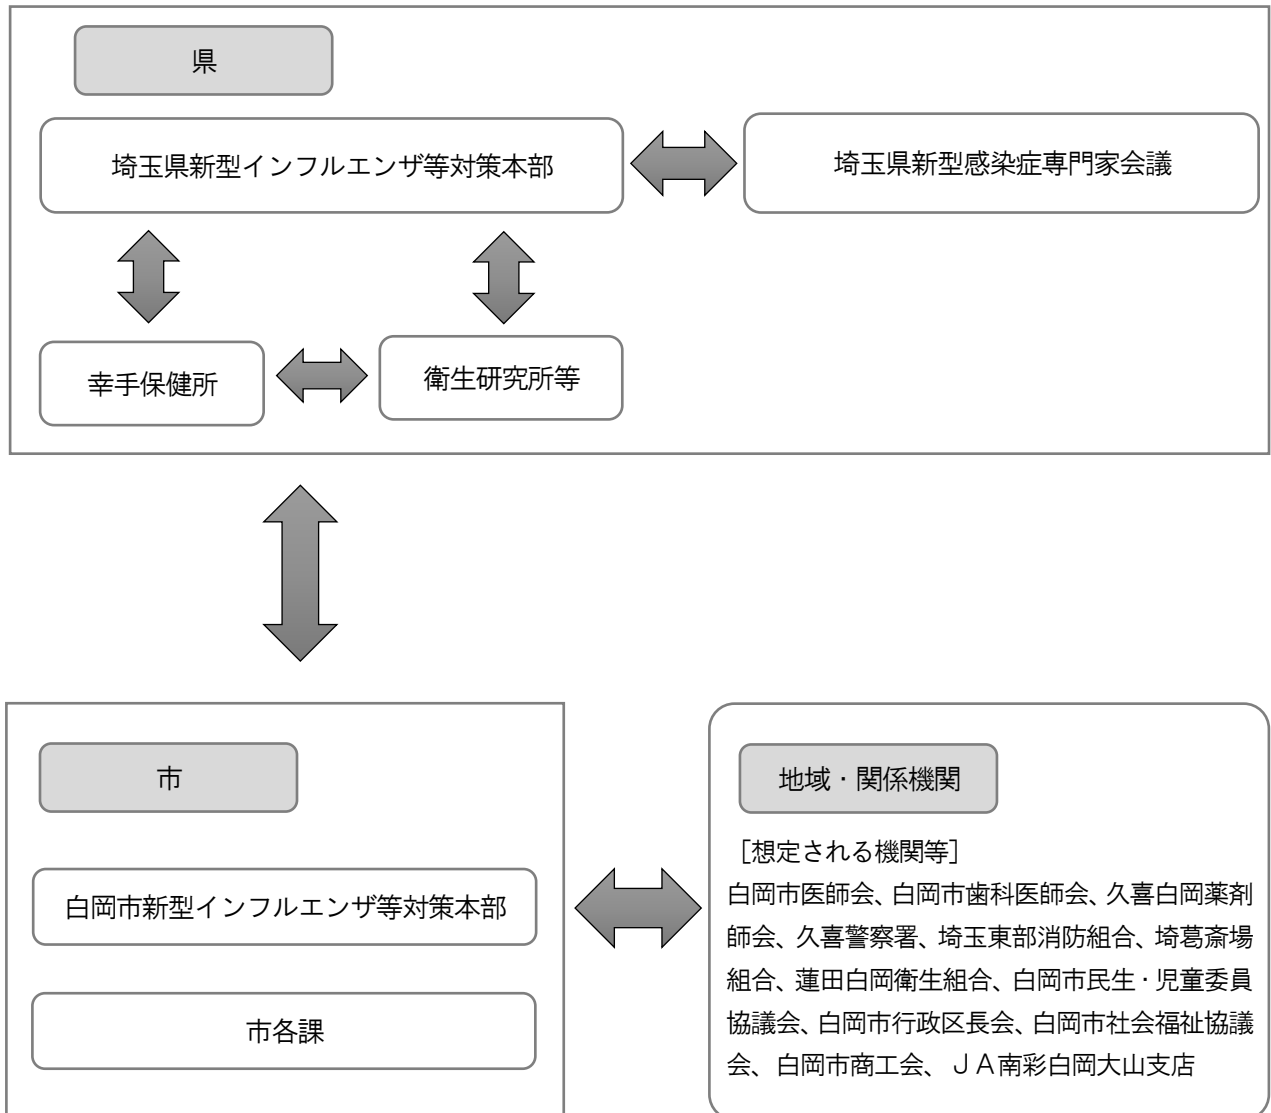 県
埼玉県新型インフルエンザ等対策本部
埼玉県新型感染症専門家会議
幸手保健所
衛生研究所等
市
白岡市新型インフルエンザ等対策本部
市各課
地域・関係機関
［想定される機関等］
白岡市医師会、白岡市歯科医師会、久喜白岡薬剤
師会、久喜警察署、埼玉東部消防組合、埼葛斎場
組合、蓮田白岡衛生組合、白岡市民生・児童委員
協議会、白岡市行政区長会、白岡市社会福祉協議
会、白岡市商工会、ＪＡ南彩白岡大山支店